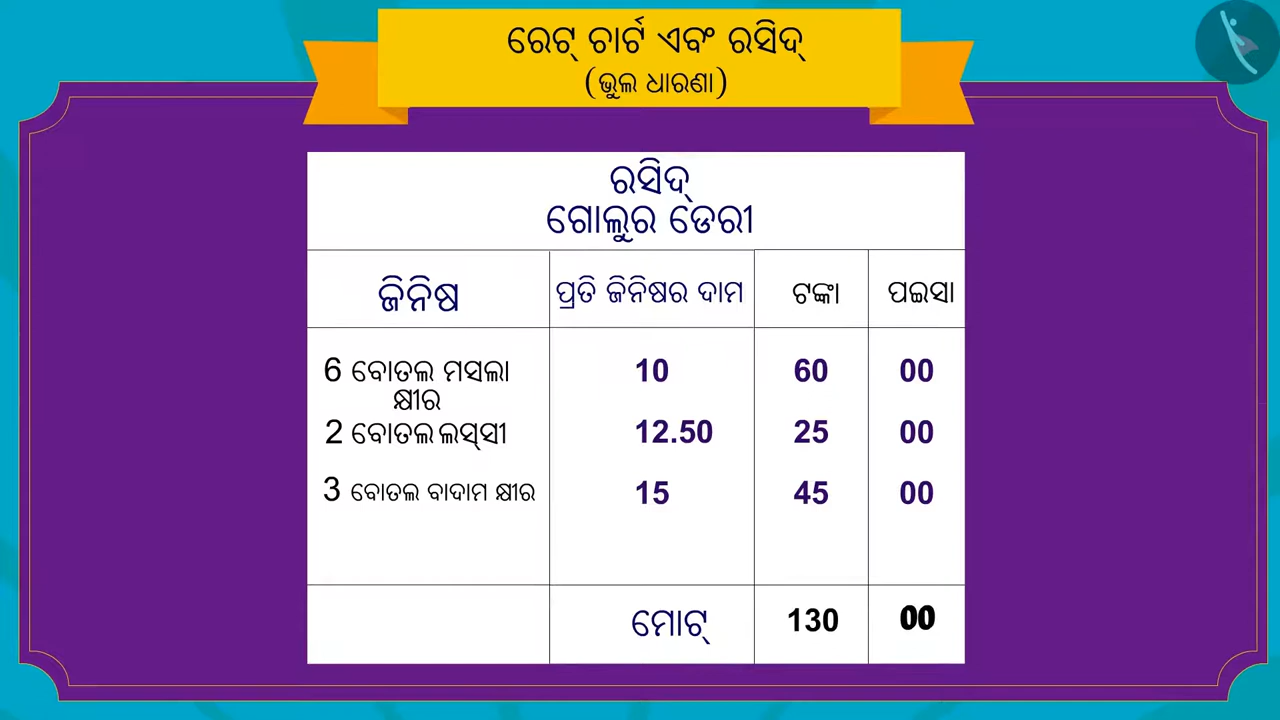 ରେଟ୍ ଚାର୍ଟ ଏବଂ ରସିଦ୍
(ଭୁଲ ଧାରଣା)
ରସିଦ୍
ଗୋଲୁର ଡେରୀ
ଜିନିଷ ପ୍ରତି ଜିନିଷର ଦାମ ଟଙ୍କା ପଇସା
6 ବୋତଲ ମସଲା 10 60 00
କ୍ଷୀର
2 ବୋତଲ ଲସ୍‌ସୀ 12.50 25 00
3 ବୋତଲ ବାଦାମ କ୍ଷୀର 15 45 00
ମୋଟ୍ 130 00